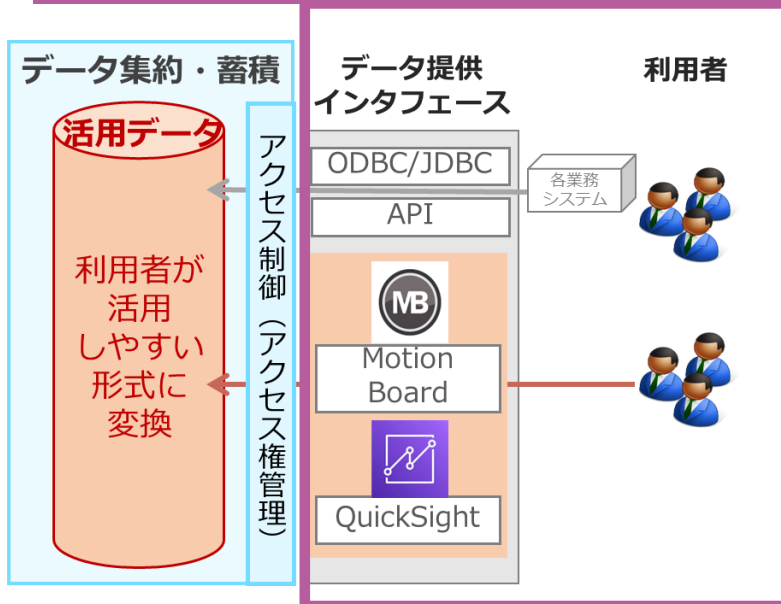 データ集約・蓄積
活用データ
利用者が
活用
しやすい
形式に
変換
アクセス制御（アクセス権管理）
データ提供
インタフェース
ODBC/JDBC
API
MB
Motion
Board
QuickSight
各業務
システム
利用者